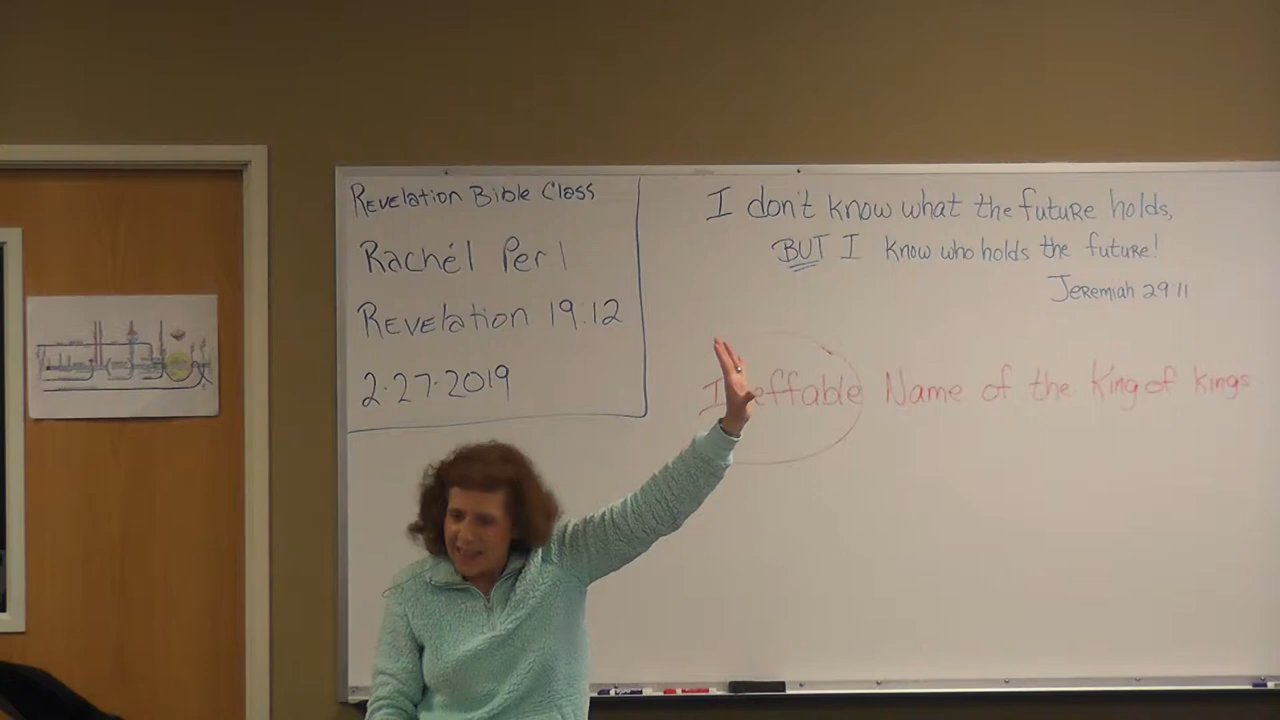 Revelation Bible Class
Rachél Perl
Revelation 19:12
2.27.2019
I don't know what the future holds,
BUT I know who holds the future!
Jeremiah 29 11
effable Name of the King of kings